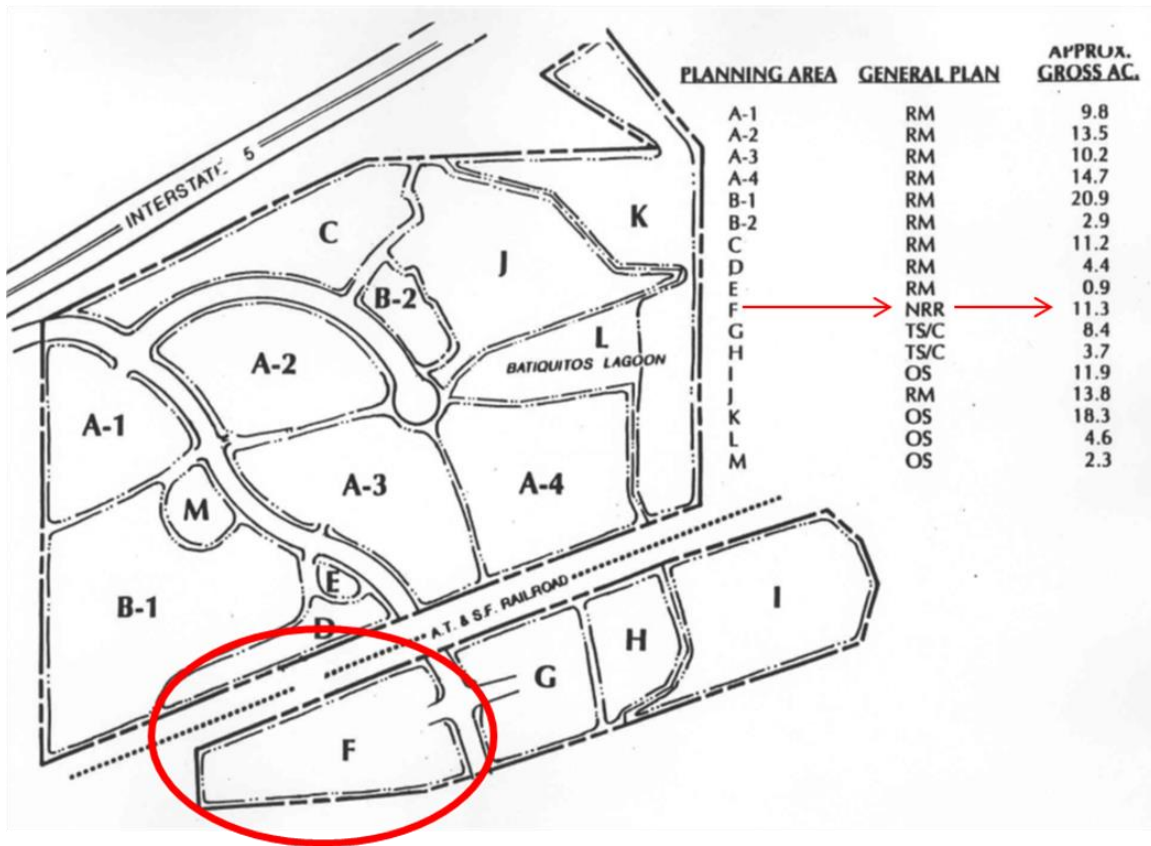 APPROX.
PLANNING AREA GENERAL PLAN GROSS AC.
A-1 RM 9.8
A-2 RM 13.5
A-3 RM 10.2
A-4 RM 14.7
B-1 RM 20.9
B-2 RM 2.9
C RM 11.2
D RM 4.4
E RM 0.9
F NRR 11.3
G TS/C 8.4
H TS/C 3.7
I OS 11.9
J RM 13.8
K OS 18.3
L OS 4.6
M OS 2.3
INTERSTATE 5
C
K
J
B-2
L
BATIQUITOS LAGOON
A-2
A-1
A-3
A-4
M
E
B-1
D
A.T. & S.F. RAILROAD
I
H
G
F